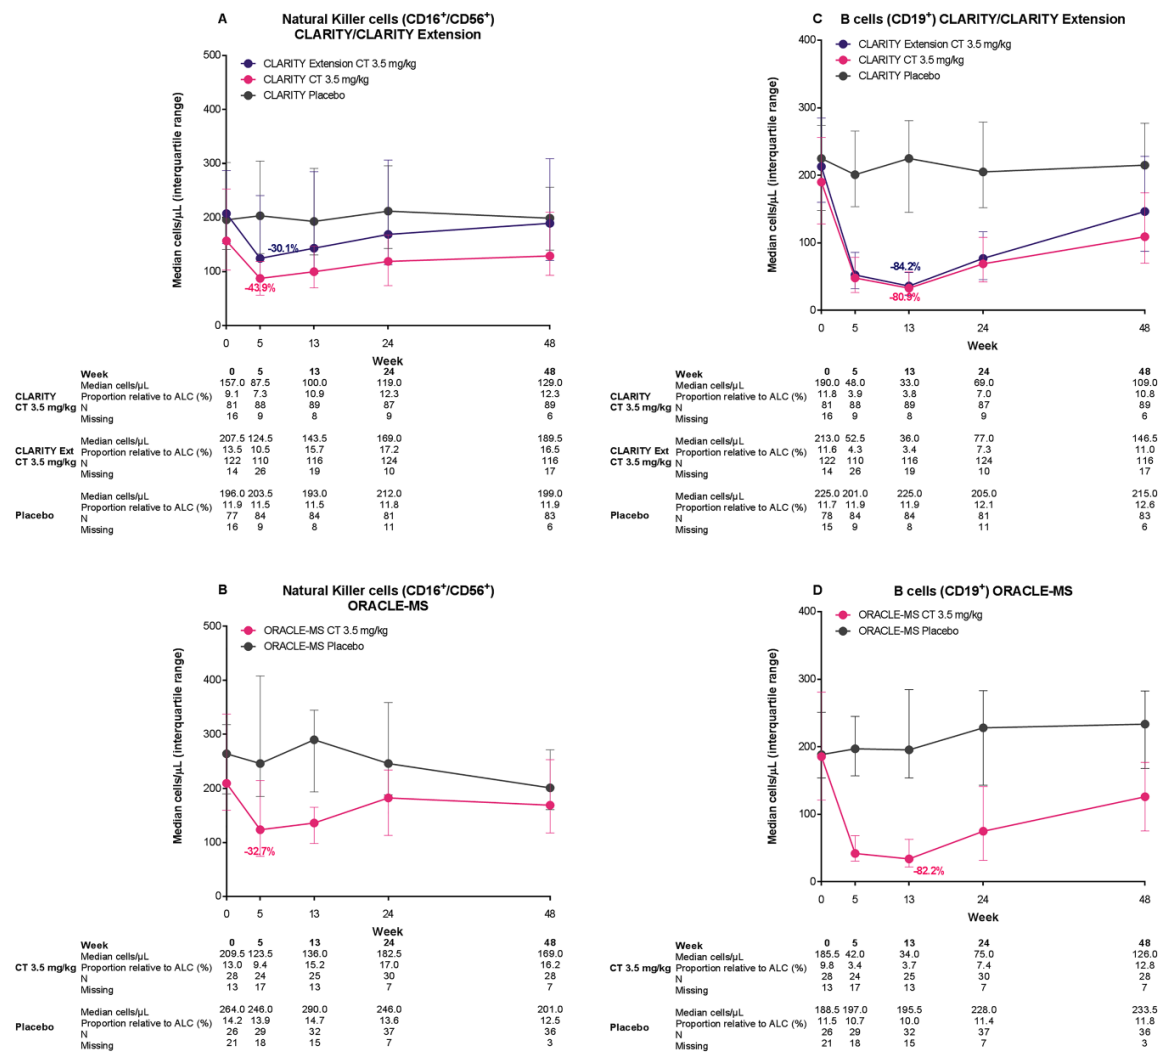 A
Natural Killer cells (CD16+/CD56+)
CLARITY/CLARITY Extension
Median cells/µL (interquartile range)
500
400
300
200
100
0
CLARITY Extension CT 3.5 mg/kg
CLARITY CT 3.5 mg/kg
CLARITY Placebo
-30.1%
-43.9%
0 5 13 24 48
Week
Week 0 5 13 24 48
CLARITY CT 3.5 mg/kg
Median cells/µL 157.0 87.5 100.0 119.0 129.0
Proportion relative to ALC (%) 9.1 7.3 10.9 12.3 12.3
N 81 88 89 87 89
Missing 16 9 8 9 6
CLARITY Ext CT 3.5 mg/kg
Median cells/µL 207.5 124.5 143.5 169.0 189.5
Proportion relative to ALC (%) 13.5 10.5 15.7 17.2 16.5
N 122 110 116 124 116
Missing 14 26 19 10 17
Placebo
Median cells/µL 196.0 203.5 193.0 212.0 199.0
Proportion relative to ALC (%) 11.9 11.5 11.5 11.8 11.9
N 77 84 84 81 83
Missing 16 9 8 11 6
C
B cells (CD19+) CLARITY/CLARITY Extension
Median cells/µL (interquartile range)
400
300
200
100
0
CLARITY Extension CT 3.5 mg/kg
CLARITY CT 3.5 mg/kg
CLARITY Placebo
-84.2%
-80.9%
0 5 13 24 48
Week
Week 0 5 13 24 48
CLARITY CT 3.5 mg/kg
Median cells/µL 190.0 48.0 33.0 69.0 109.0
Proportion relative to ALC (%) 11.8 3.9 3.8 7.0 10.8
N 81 88 89 87 89
Missing 16 9 8 9 6
CLARITY Ext CT 3.5 mg/kg
Median cells/µL 213.0 52.5 36.0 77.0 146.5
Proportion relative to ALC (%) 11.6 4.3 3.4 7.3 11.0
N 122 110 116 124 116
Missing 14 26 19 10 17
Placebo
Median cells/µL 225.0 201.0 225.0 205.0 215.0
Proportion relative to ALC (%) 11.7 11.9 11.9 12.1 12.6
N 78 84 84 81 83
Missing 15 9 8 11 6
B
Natural Killer cells (CD16+/CD56+)
ORACLE-MS
Median cells/µL (interquartile range)
500
400
300
200
100
0
ORACLE-MS CT 3.5 mg/kg
ORACLE-MS Placebo
-32.7%
0 5 13 24 48
Week
Week 0 5 13 24 48
CT 3.5 mg/kg
Median cells/µL 209.5 123.5 136.0 182.5 169.0
Proportion relative to ALC (%) 13.0 9.4 15.2 17.0 16.2
N 28 24 25 30 28
Missing 13 17 13 7 7
Placebo
Median cells/µL 264.0 246.0 290.0 246.0 201.0
Proportion relative to ALC (%) 14.2 13.9 14.7 13.6 12.5
N 26 29 32 37 36
Missing 21 18 15 7 3
D
B cells (CD19+) ORACLE-MS
Median cells/µL (interquartile range)
400
300
200
100
0
ORACLE-MS CT 3.5 mg/kg
ORACLE-MS Placebo
-82.2%
0 5 13 24 48
Week
Week 0 5 13 24 48
CT 3.5 mg/kg
Median cells/µL 185.5 42.0 34.0 75.0 126.0
Proportion relative to ALC (%) 9.8 3.4 3.7 7.4 12.8
N 28 24 25 30 28
Missing 13 17 13 7 7
Placebo
Median cells/µL 188.5 197.0 195.5 228.0 233.5
Proportion relative to ALC (%) 11.5 10.7 10.0 11.4 11.8
N 26 29 32 37 36
Missing 21 18 15 7 3